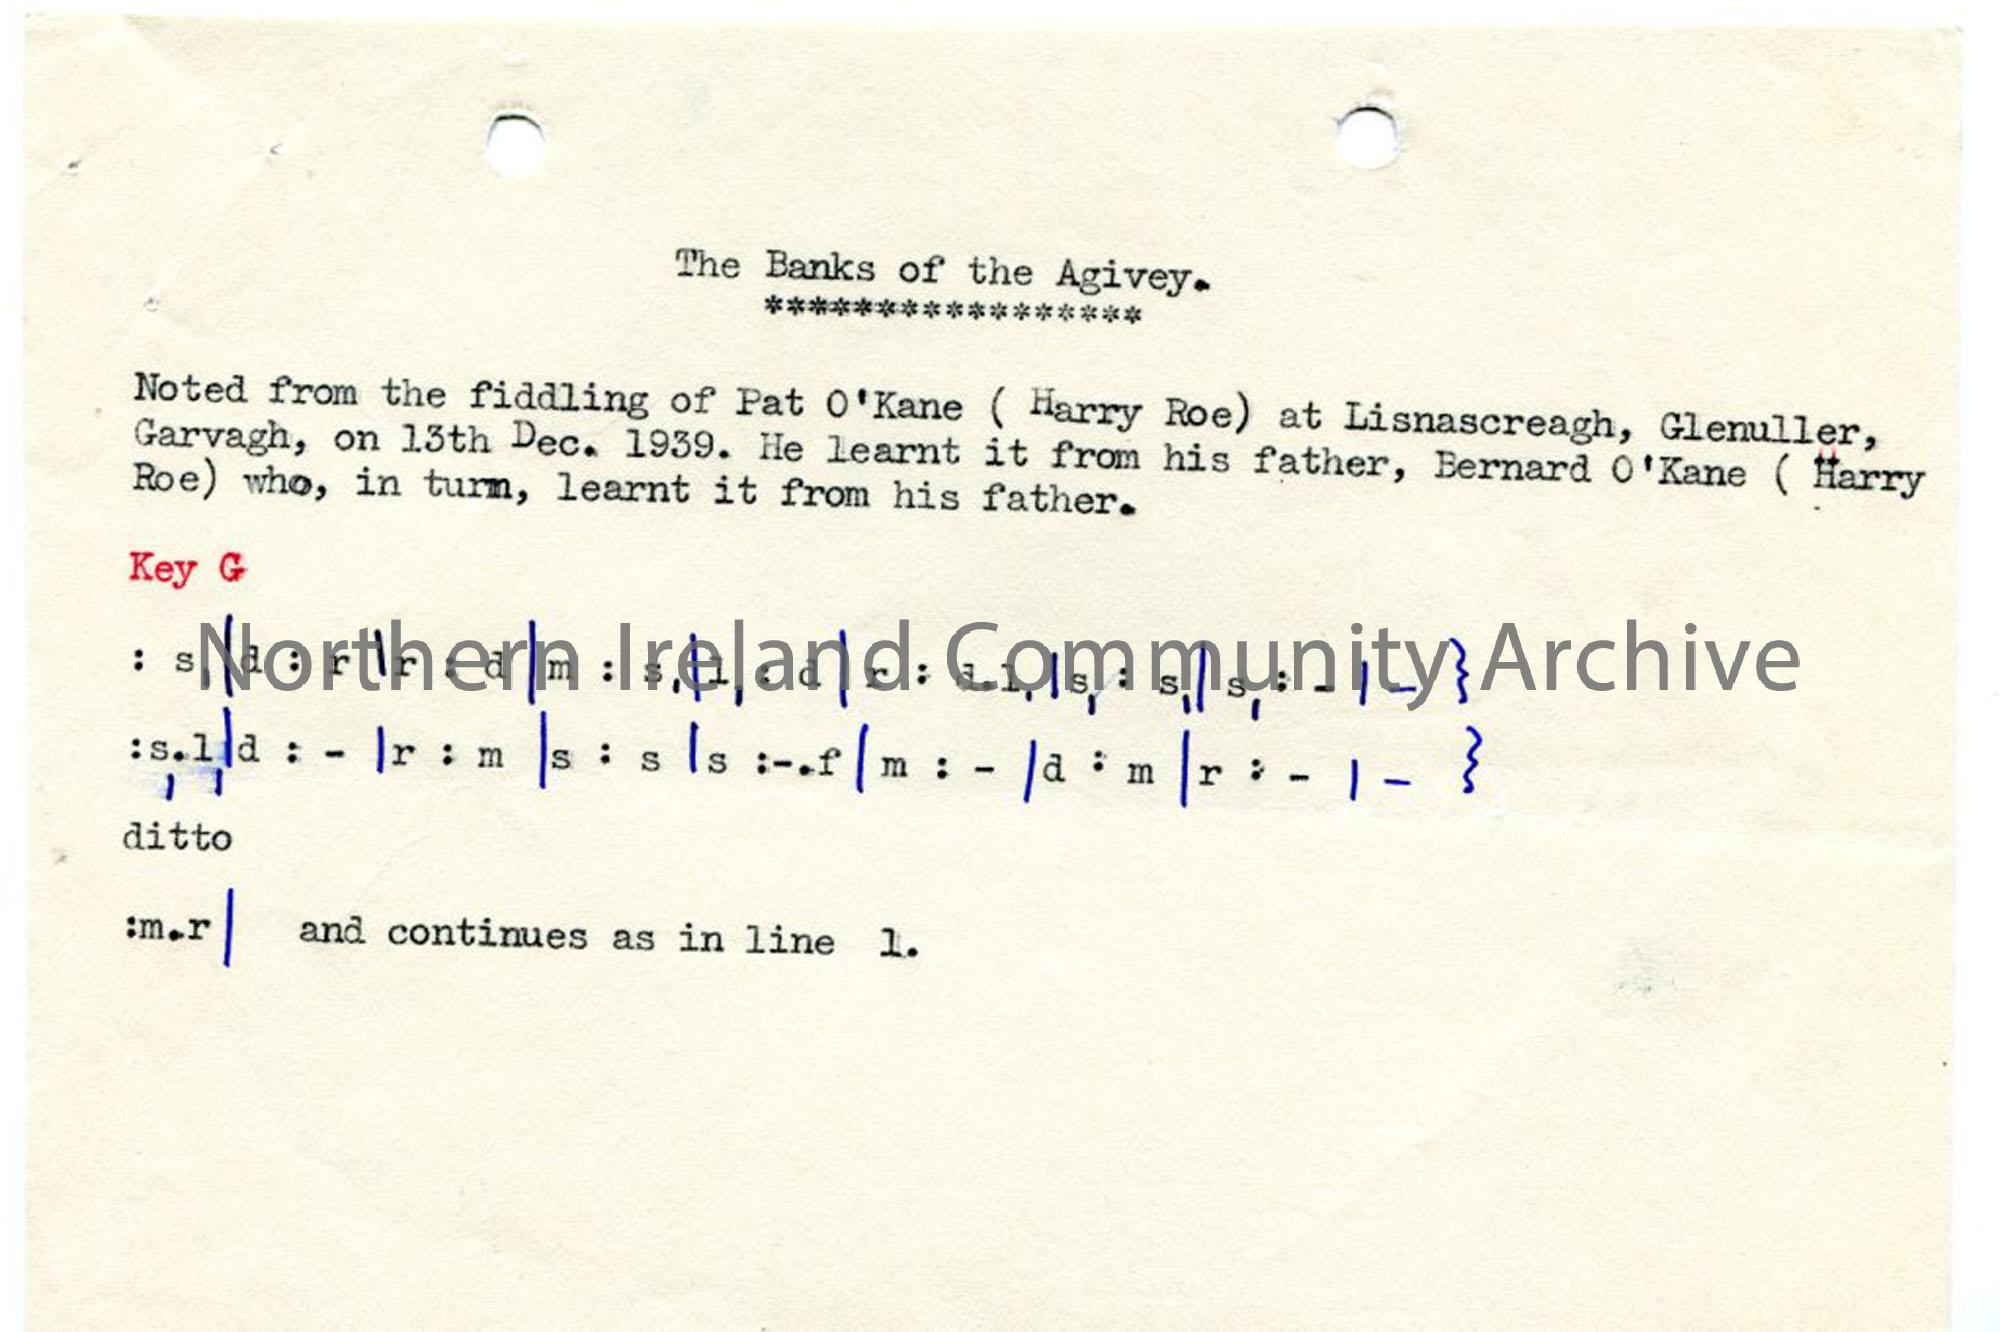 The Banks of the Agivey.
*****************
Noted from the fiddling of Pat O'Kane ( Harry Roe) at Lisnascreagh, Glenuller,
Garvagh, on 13th Dec. 1939. He learnt it from his father, Bernard O'Kane ( Harry
Roe) who, in turn, learnt it from his father.
Key G
: s, | d : r | r : d | m : s, | l, : d | r : d.l, | s, : s, | s, : - | - }
Northern Ireland Community Archive
:s,.l, | d : - | r : m | s : s | s :-.f | m : - | d : m | r : - | - }
ditto
:m.r | and continues as in line 1.